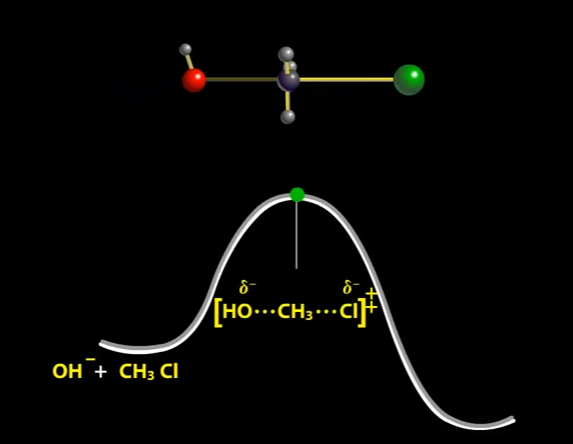 δ⁻ δ⁻
[HO···CH₃···Cl]‡
OH⁻ + CH₃ Cl